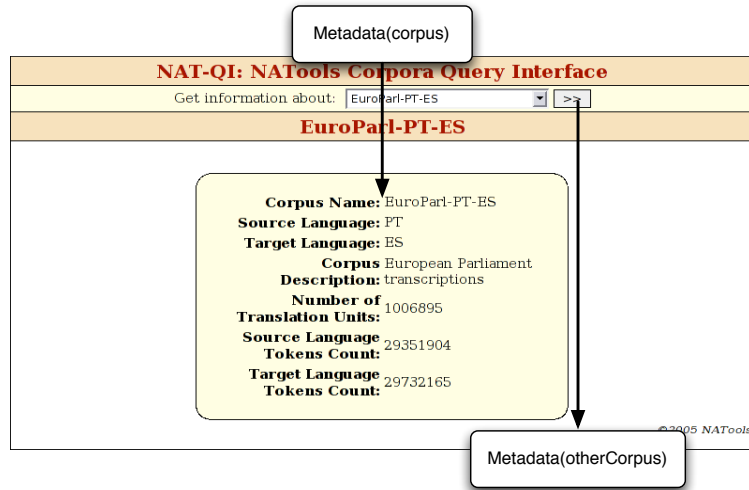 Metadata(corpus)
NAT-QI: NATools Corpora Query Interface
Get information about: EuroParl-PT-ES >>
EuroParl-PT-ES
Corpus Name: EuroParl-PT-ES
Source Language: PT
Target Language: ES
Corpus European Parliament
Description: transcriptions
Number of
Translation Units: 1006895
Source Language
Tokens Count: 29351904
Target Language
Tokens Count: 29732165
©2005 NATools
Metadata(otherCorpus)